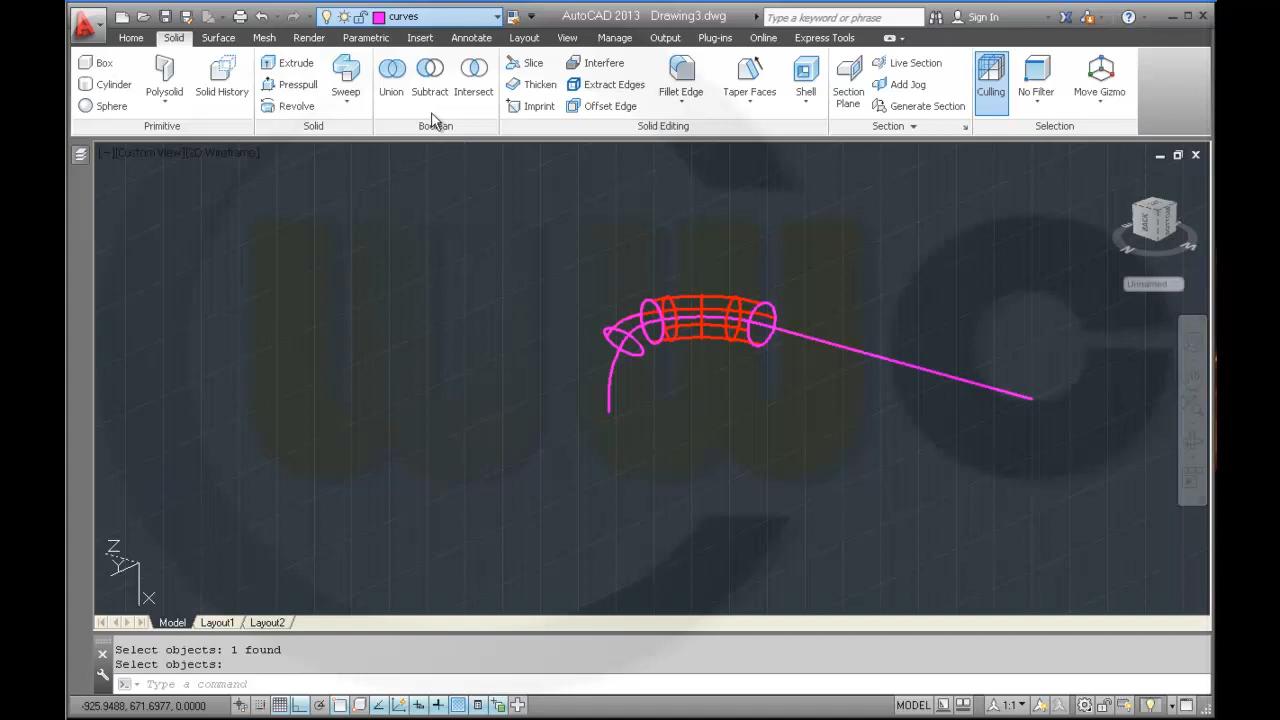 curves
AutoCAD 2013 Drawing3.dwg
Type a keyword or phrase
Sign In
Home Solid Surface Mesh Render Parametric Insert Annotate Layout View Manage Output Plug-ins Online Express Tools
Box
Cylinder
Sphere
Polysolid
Solid History
Primitive
Extrude
Presspull
Revolve
Sweep
Solid
Union
Subtract
Intersect
Boolean
Slice
Thicken
Imprint
Interfere
Extract Edges
Offset Edge
Fillet Edge
Taper Faces
Shell
Solid Editing
Section Plane
Live Section
Add Jog
Generate Section
Section
Culling
No Filter
Move Gizmo
Selection
[−][Custom View][2D Wireframe]
BACK
Unnamed
Z
Y
X
Model Layout1 Layout2
Select objects: 1 found
Select objects:
Type a command
-925.9488, 671.6977, 0.0000
MODEL
1:1